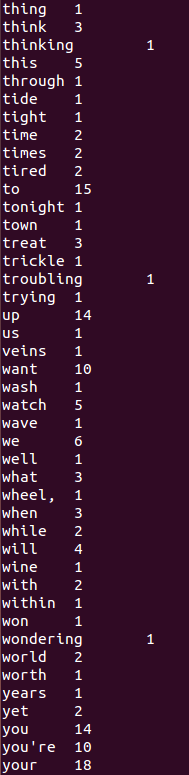 thing 1
think 3
thinking 1
this 5
through 1
tide 1
tight 1
time 2
times 2
tired 2
to 15
tonight 1
town 1
treat 3
trickle 1
troubling 1
trying 1
up 14
us 1
veins 1
want 10
wash 1
watch 5
wave 1
we 6
well 1
what 3
wheel, 1
when 3
while 2
will 4
wine 1
with 2
within 1
won 1
wondering 1
world 2
worth 1
years 1
yet 2
you 14
you're 10
your 18